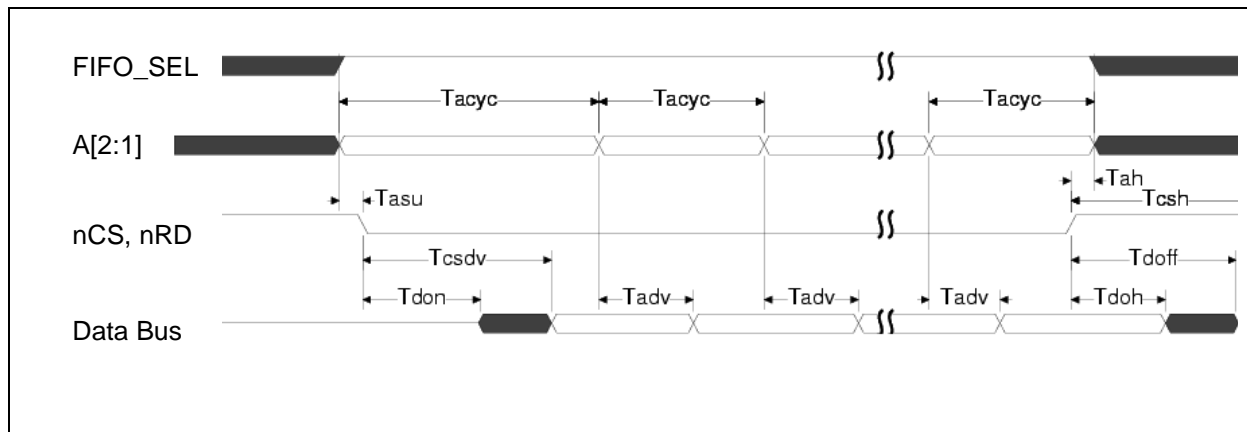 FIFO_SEL
Tacyc Tacyc Tacyc
A[2:1]
Tah
Tasu
Tcsh
nCS, nRD
Tcsdv Tdoff
Tdon Tadv Tadv Tadv Tdoh
Data Bus